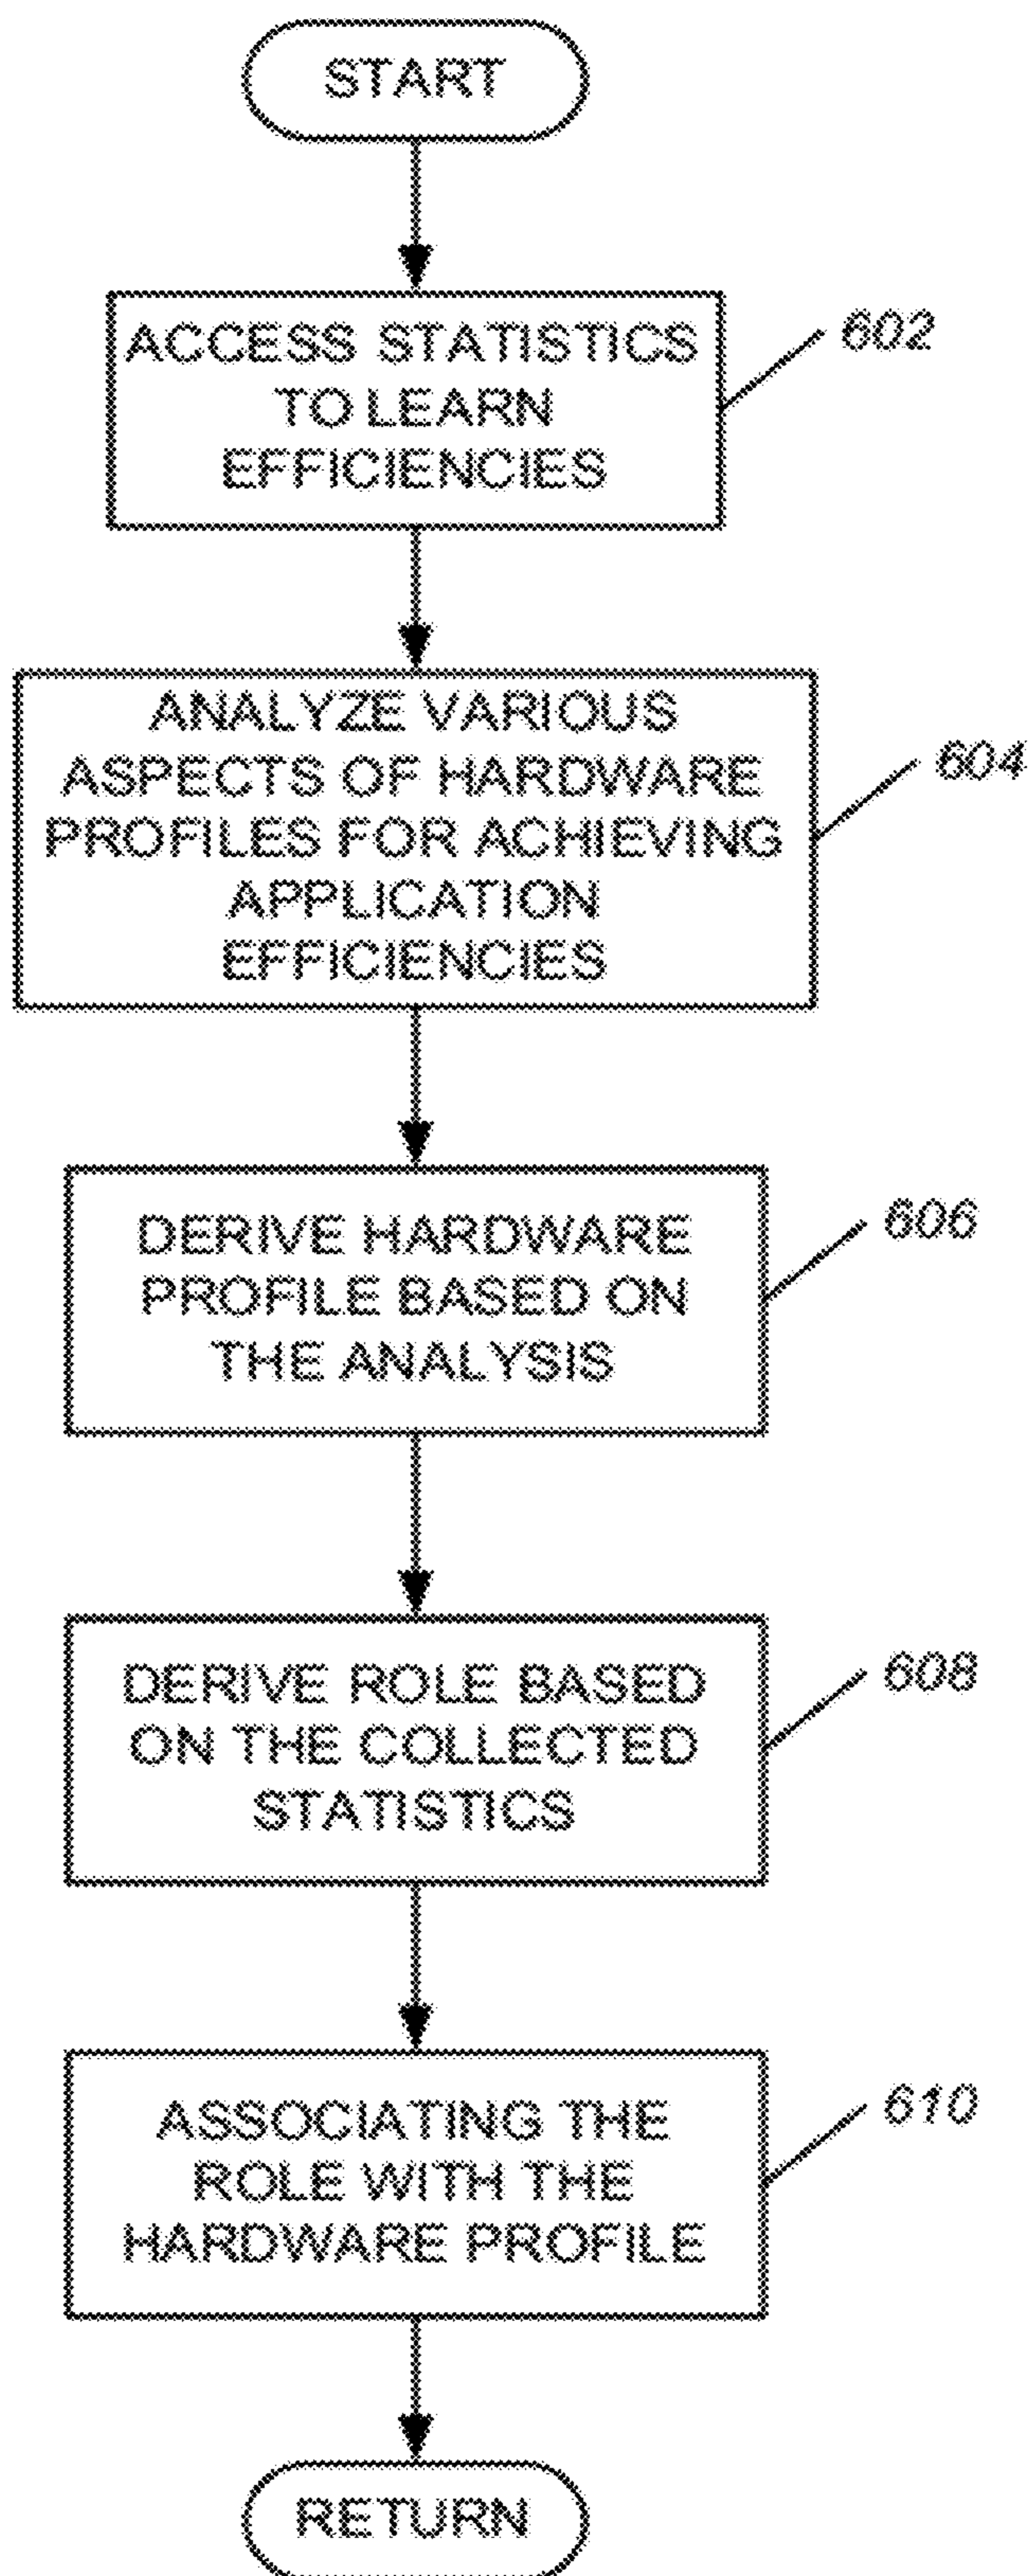 START
ACCESS STATISTICS
TO LEARN
EFFICIENCIES
602
ANALYZE VARIOUS
ASPECTS OF HARDWARE
PROFILES FOR ACHIEVING
APPLICATION
EFFICIENCIES
604
DERIVE HARDWARE
PROFILE BASED ON
THE ANALYSIS
606
DERIVE ROLE BASED
ON THE COLLECTED
STATISTICS
608
ASSOCIATING THE
ROLE WITH THE
HARDWARE PROFILE
610
RETURN